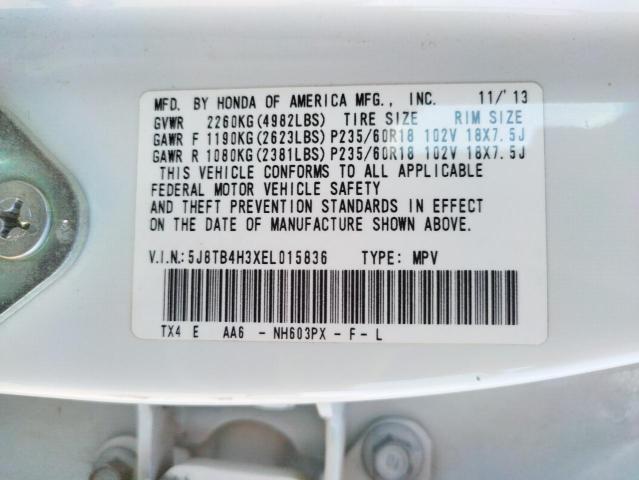 MFD. BY HONDA OF AMERICA MFG., INC. 11/'13
GVWR 2260KG(4982LBS) TIRE SIZE RIM SIZE
GAWR F 1190KG(2623LBS) P235/60R18 102V 18X7.5J
GAWR R 1080KG(2381LBS) P235/60R18 102V 18X7.5J
THIS VEHICLE CONFORMS TO ALL APPLICABLE
FEDERAL MOTOR VEHICLE SAFETY
AND THEFT PREVENTION STANDARDS IN EFFECT
ON THE DATE OF MANUFACTURE SHOWN ABOVE.
V.I.N.: 5J8TB4H3XEL015836 TYPE: MPV
TX4 E AA6 - NH603PX - F - L